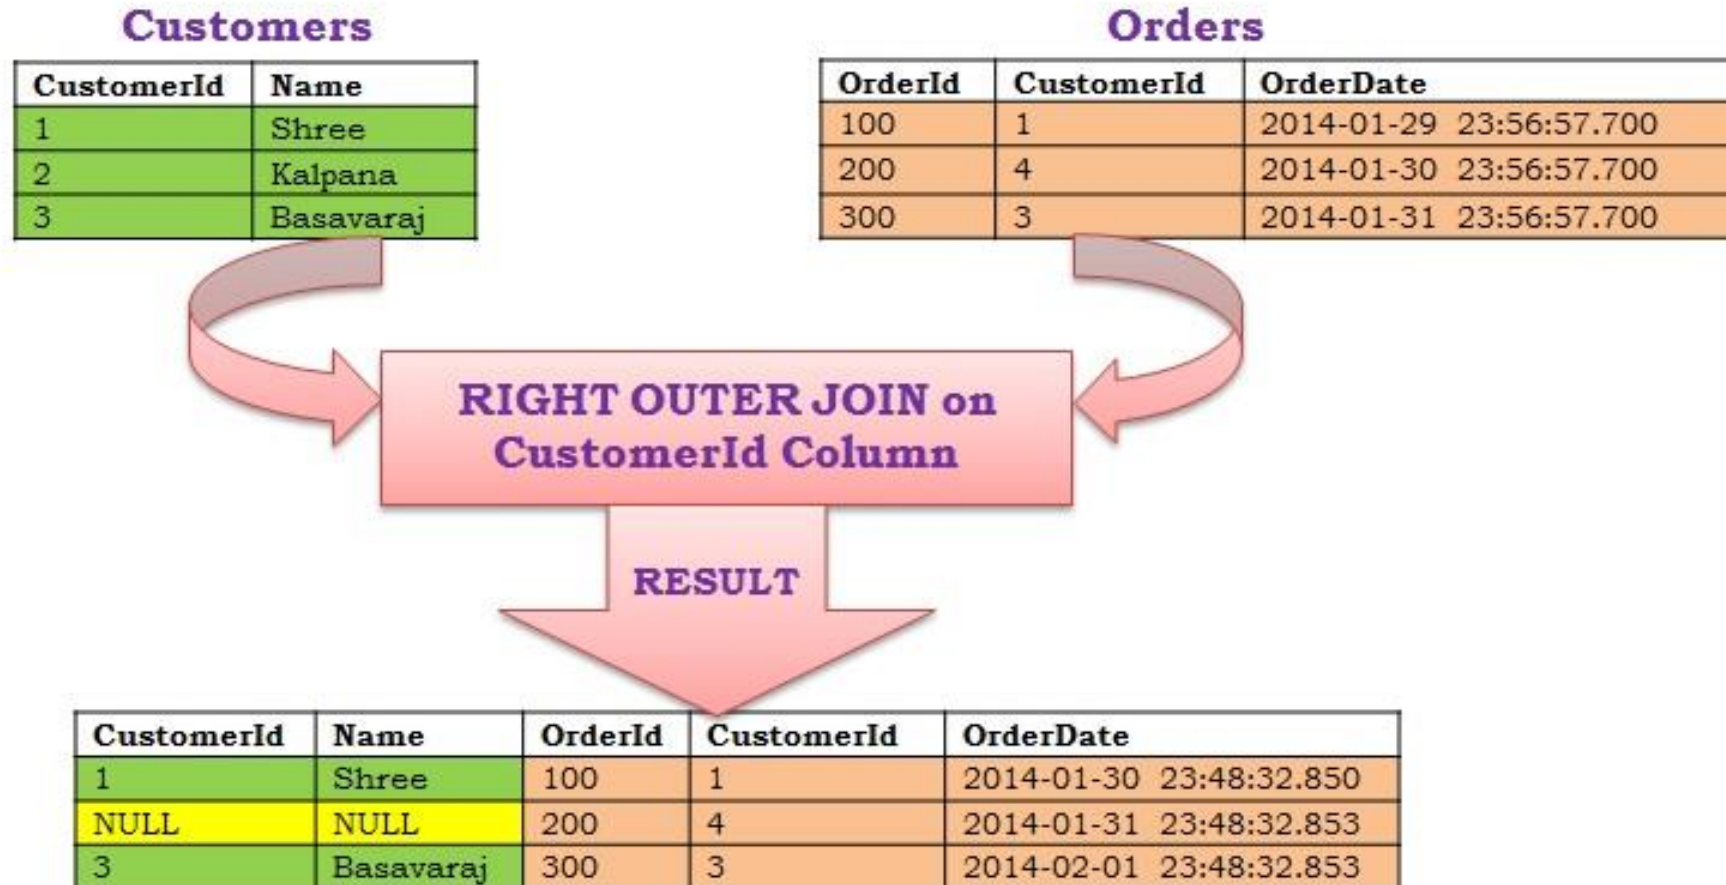 Customers
CustomerId Name
1 Shree
2 Kalpana
3 Basavaraj
Orders
OrderId CustomerId OrderDate
100 1 2014-01-29 23:56:57.700
200 4 2014-01-30 23:56:57.700
300 3 2014-01-31 23:56:57.700
RIGHT OUTER JOIN on
CustomerId Column
RESULT
CustomerId Name OrderId CustomerId OrderDate
1 Shree 100 1 2014-01-30 23:48:32.850
NULL NULL 200 4 2014-01-31 23:48:32.853
3 Basavaraj 300 3 2014-02-01 23:48:32.853